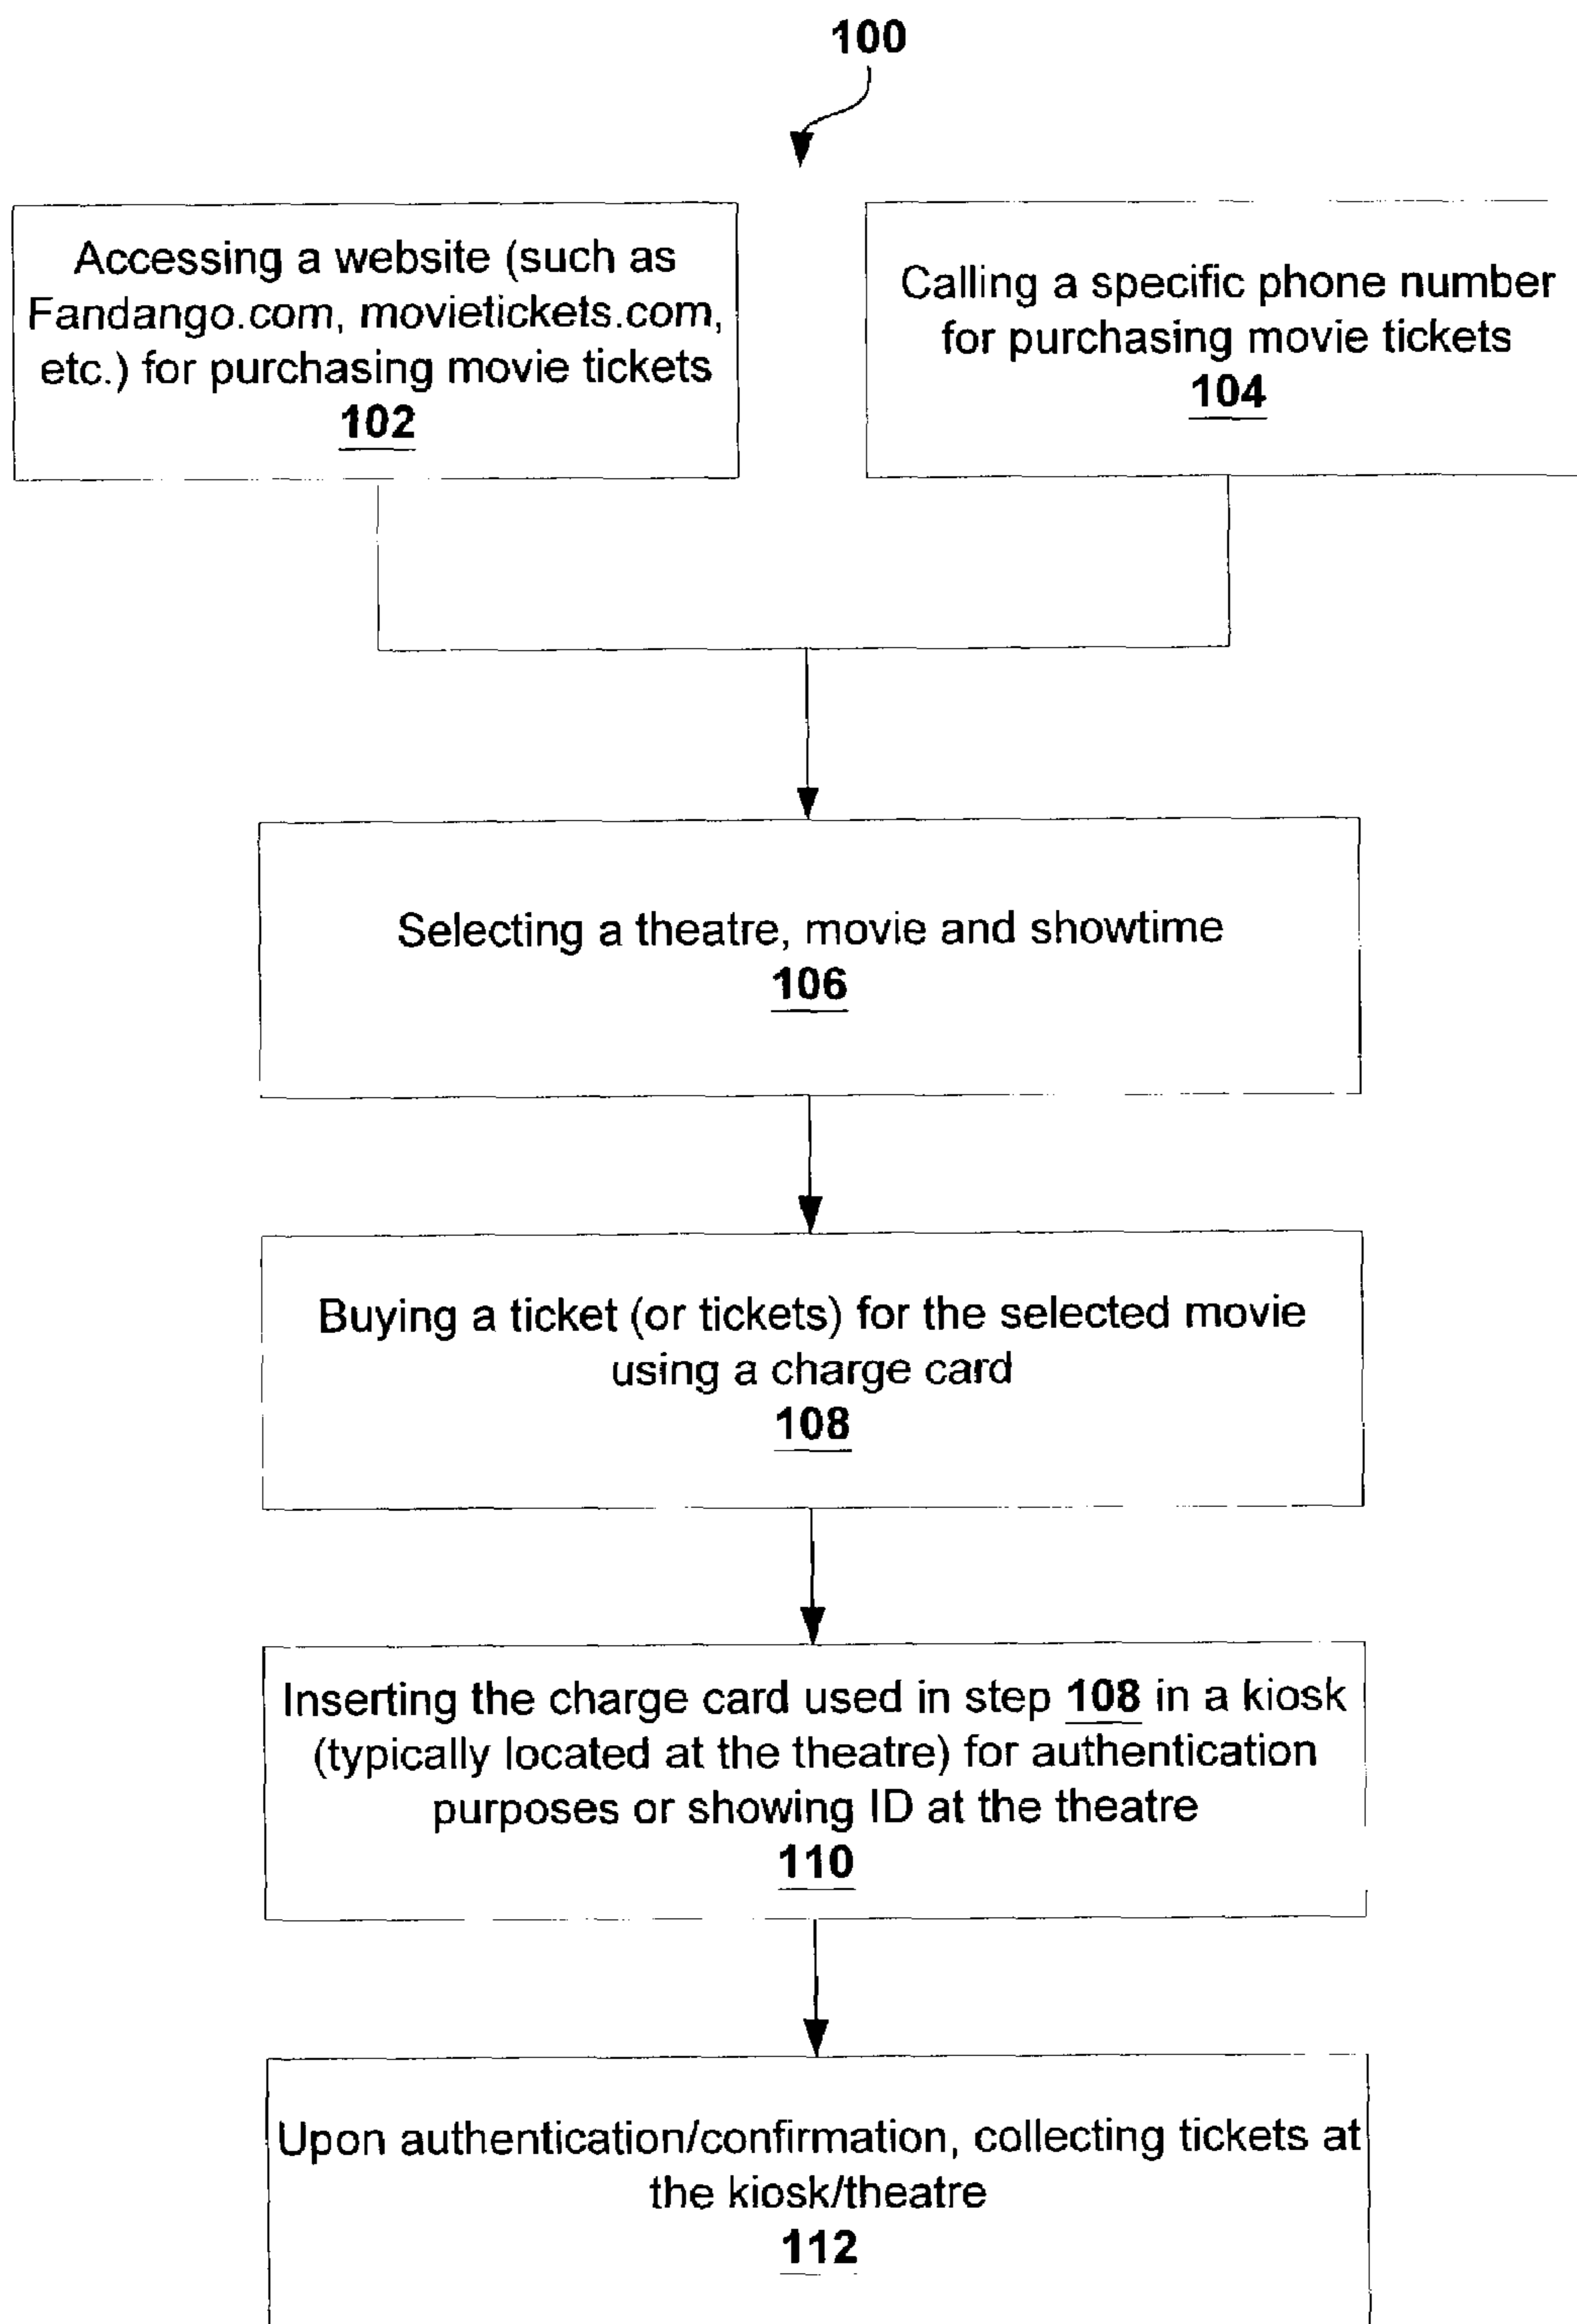 100
Accessing a website (such as
Fandango.com, movietickets.com,
etc.) for purchasing movie tickets
102
Calling a specific phone number
for purchasing movie tickets
104
Selecting a theatre, movie and showtime
106
Buying a ticket (or tickets) for the selected movie
using a charge card
108
Inserting the charge card used in step 108 in a kiosk
(typically located at the theatre) for authentication
purposes or showing ID at the theatre
110
Upon authentication/confirmation, collecting tickets at
the kiosk/theatre
112